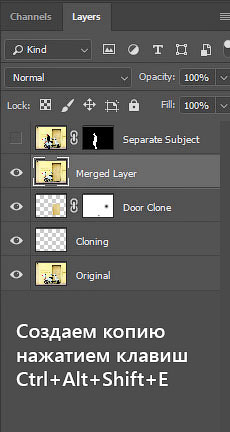 Channels Layers
Kind
Normal Opacity: 100%
Lock: Fill: 100%
Separate Subject
Merged Layer
Door Clone
Cloning
Original
Создаем копию
нажатием клавиш
Ctrl+Alt+Shift+E